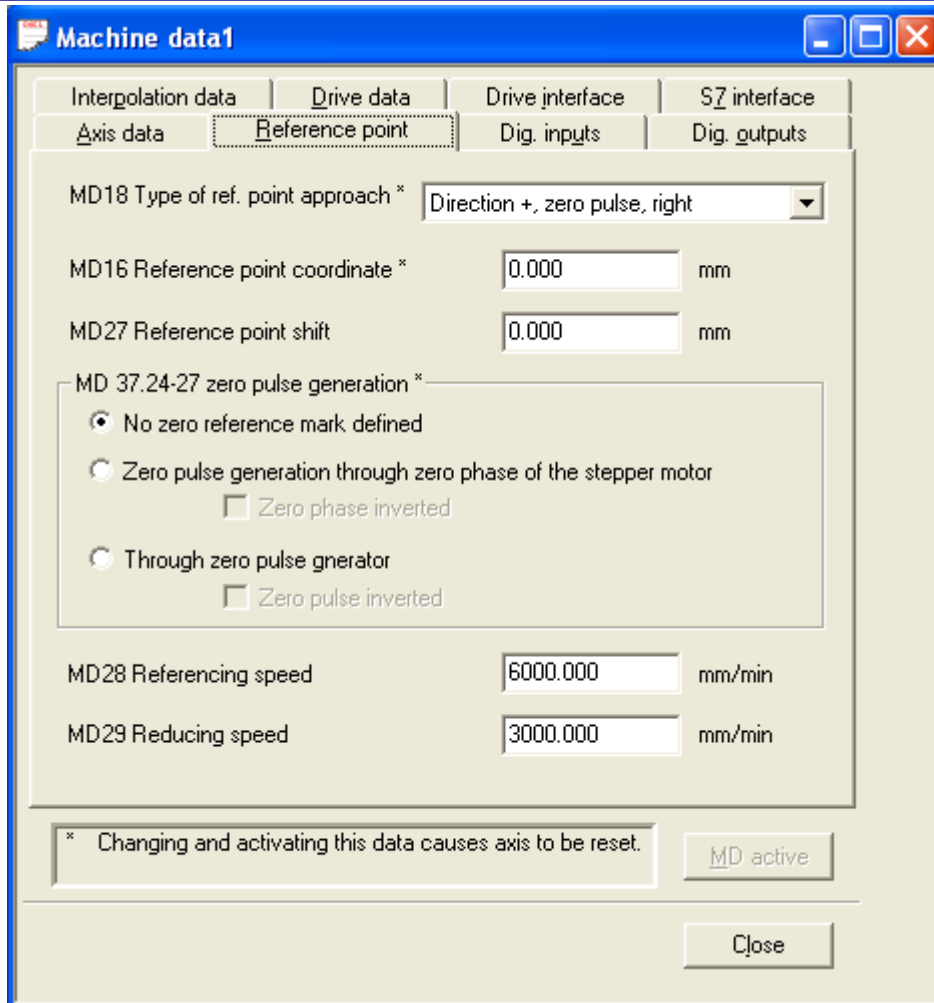 Machine data1
Interpolation data Drive data Drive interface S7 interface
Axis data Reference point Dig. inputs Dig. outputs
MD18 Type of ref. point approach * Direction +, zero pulse, right
MD16 Reference point coordinate * 0.000 mm
MD27 Reference point shift 0.000 mm
MD 37.24-27 zero pulse generation *
No zero reference mark defined
Zero pulse generation through zero phase of the stepper motor
Zero phase inverted
Through zero pulse gnerator
Zero pulse inverted
MD28 Referencing speed 6000.000 mm/min
MD29 Reducing speed 3000.000 mm/min
* Changing and activating this data causes axis to be reset. MD active
Close